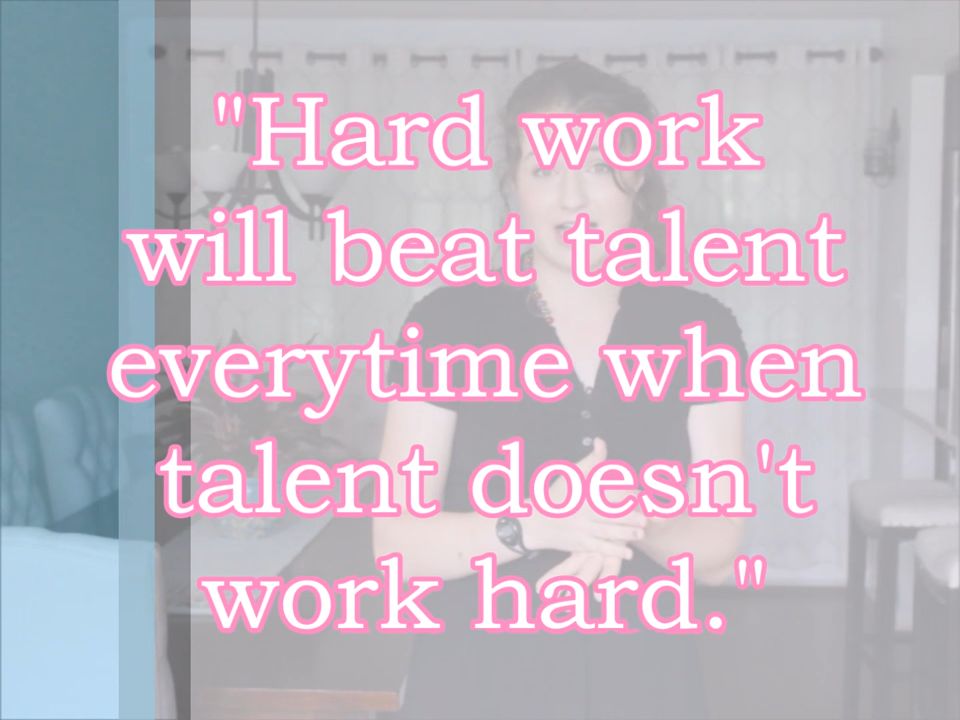 "Hard work
will beat talent
everytime when
talent doesn't
work hard."